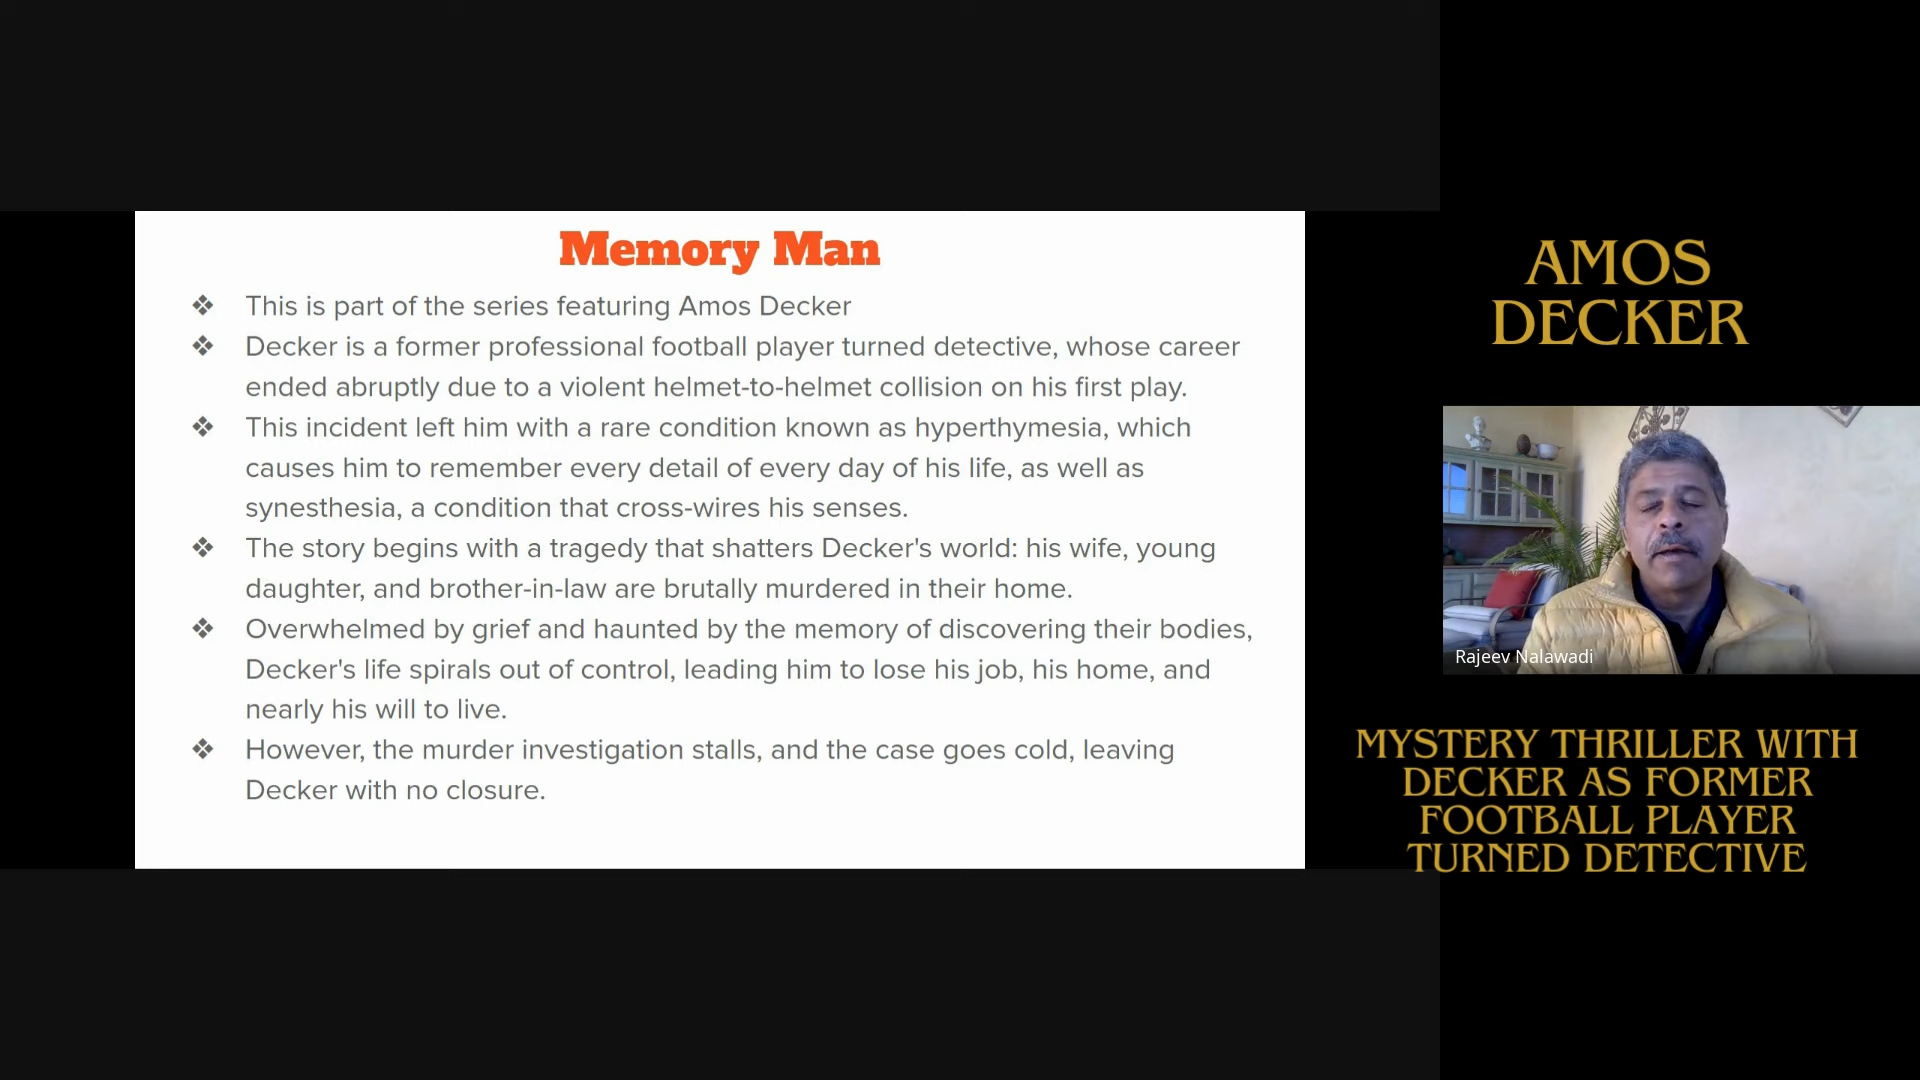 Memory Man
❖ This is part of the series featuring Amos Decker
❖ Decker is a former professional football player turned detective, whose career
ended abruptly due to a violent helmet-to-helmet collision on his first play.
❖ This incident left him with a rare condition known as hyperthymesia, which
causes him to remember every detail of every day of his life, as well as
synesthesia, a condition that cross-wires his senses.
❖ The story begins with a tragedy that shatters Decker's world: his wife, young
daughter, and brother-in-law are brutally murdered in their home.
❖ Overwhelmed by grief and haunted by the memory of discovering their bodies,
Decker's life spirals out of control, leading him to lose his job, his home, and
nearly his will to live.
❖ However, the murder investigation stalls, and the case goes cold, leaving
Decker with no closure.
AMOS
DECKER
Rajeev Nalawadi
MYSTERY THRILLER WITH
DECKER AS FORMER
FOOTBALL PLAYER
TURNED DETECTIVE